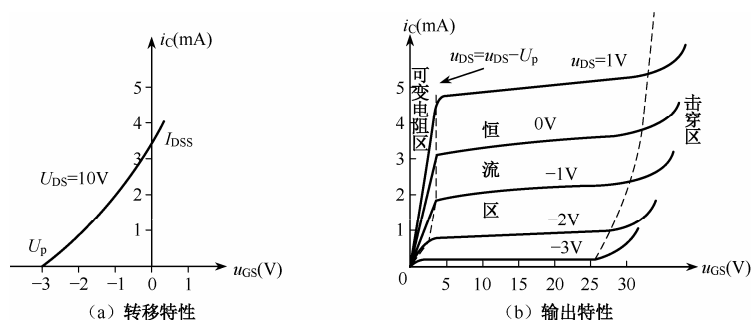 iC(mA)
5
4
3
2
1
IDSS
UDS=10V
Up
−3
−2
−1
0
1
uGS(V)
（a）转移特性
iC(mA)
5
4
3
2
1
0
可变电阻区
uDS=uDS−Up
uDS=1V
0V
−1V
−2V
−3V
恒流区
击穿区
5
10
15
20
25
30
uGS(V)
（b）输出特性